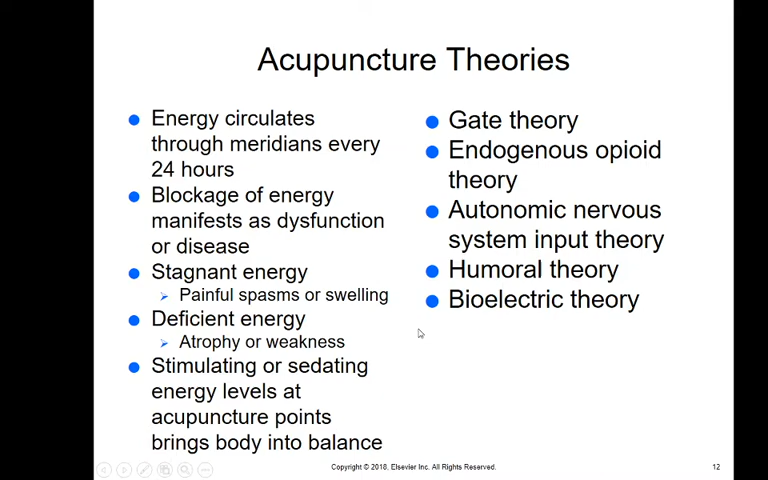 Acupuncture Theories
Energy circulates
through meridians every
24 hours
Blockage of energy
manifests as dysfunction
or disease
Stagnant energy
Painful spasms or swelling
Deficient energy
Atrophy or weakness
Stimulating or sedating
energy levels at
acupuncture points
brings body into balance
Gate theory
Endogenous opioid
theory
Autonomic nervous
system input theory
Humoral theory
Bioelectric theory
Copyright © 2018, Elsevier Inc. All Rights Reserved.
12